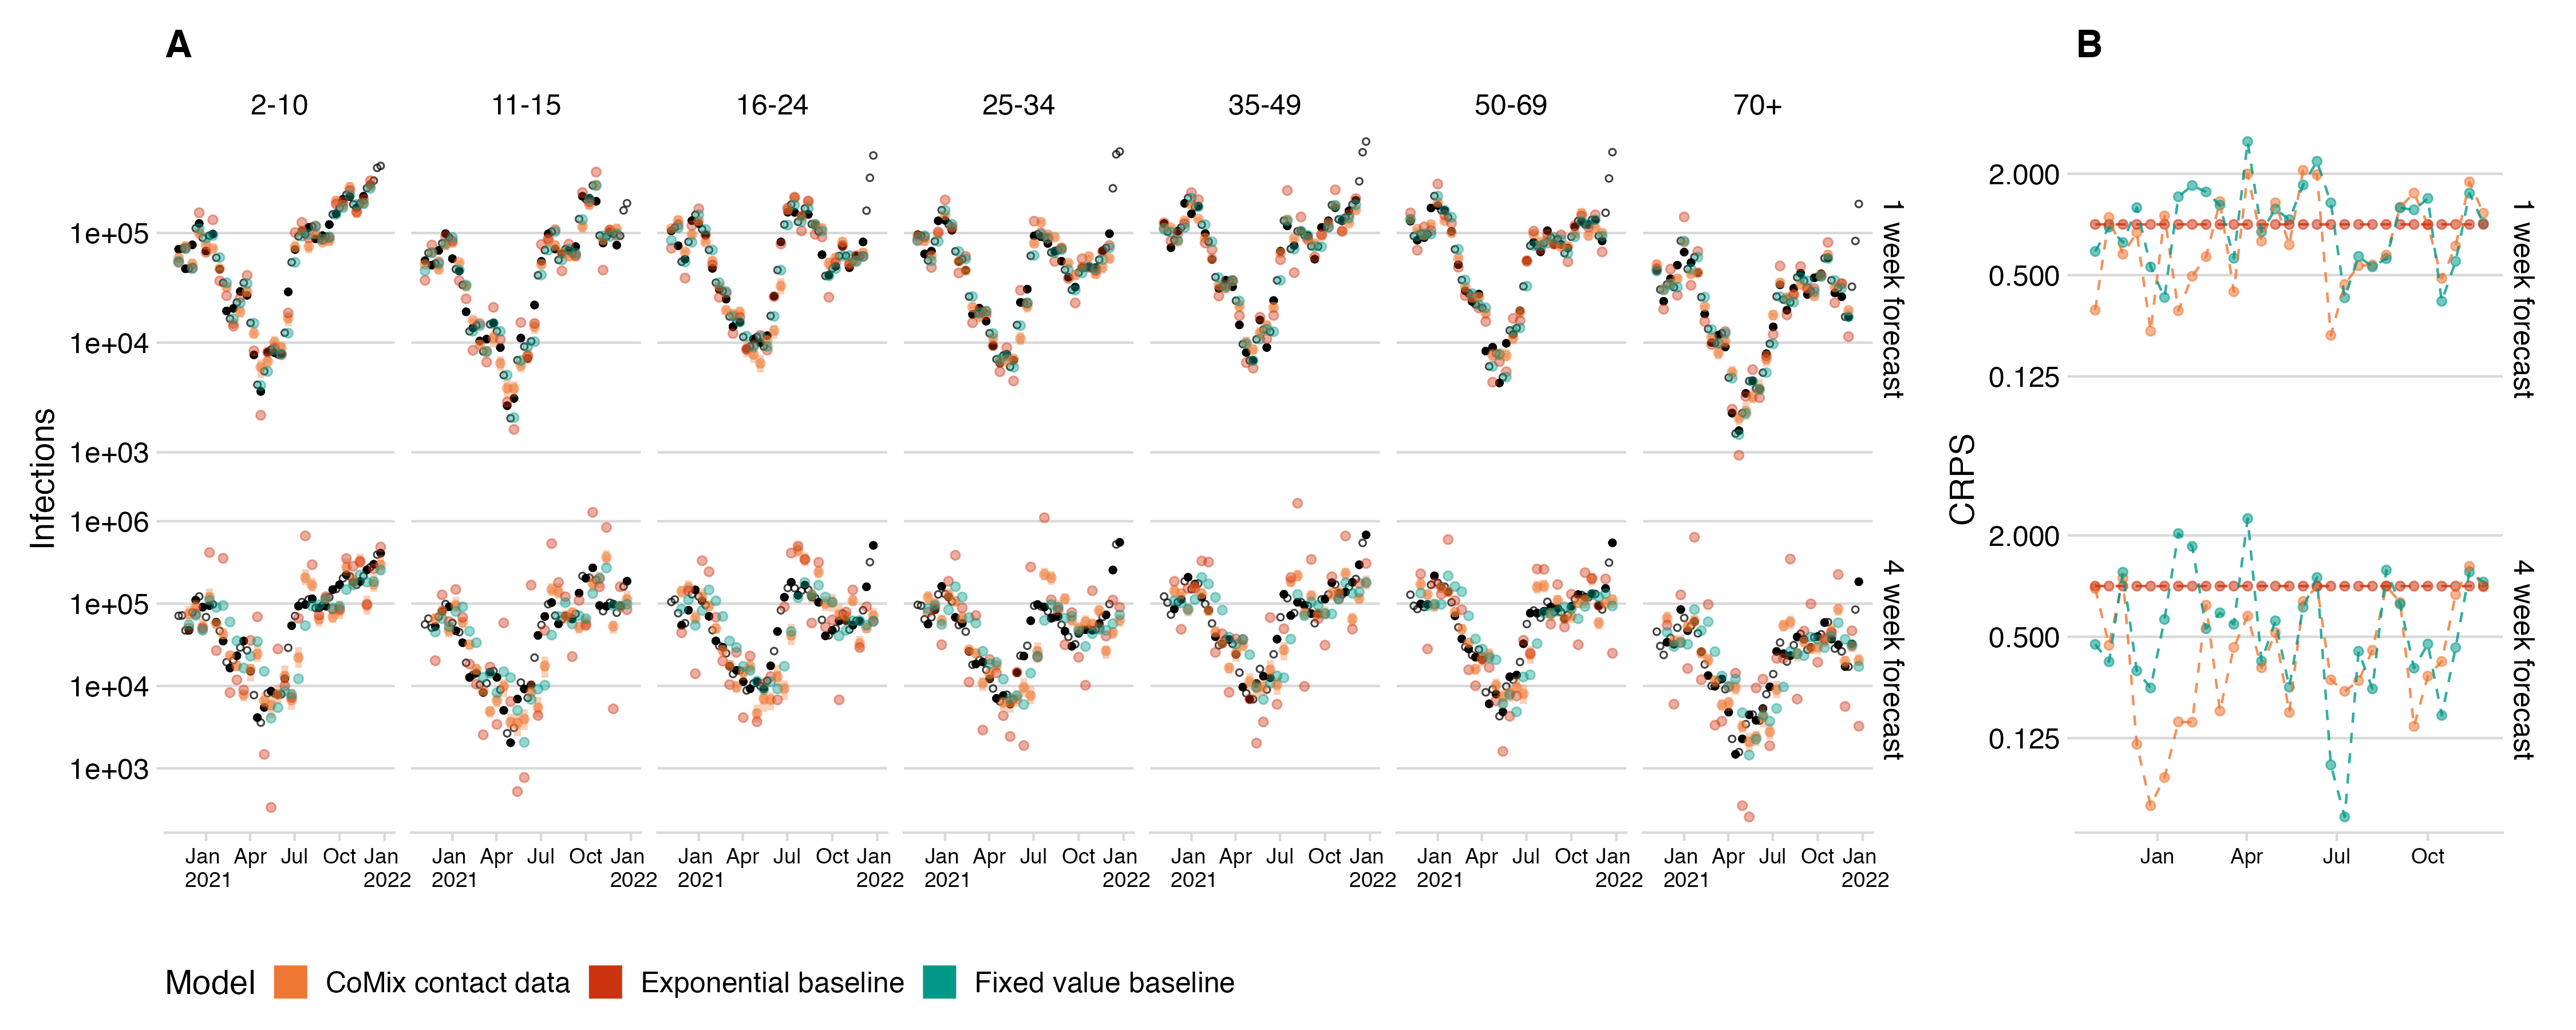 A
B
2-10
11-15
16-24
25-34
35-49
50-69
70+
Infections
1e+05
1e+04
1e+03
1 week forecast
1e+06
1e+05
1e+04
1e+03
4 week forecast
Jan Apr Jul Oct Jan
2021 2022
Jan Apr Jul Oct Jan
2021 2022
Jan Apr Jul Oct Jan
2021 2022
Jan Apr Jul Oct Jan
2021 2022
Jan Apr Jul Oct Jan
2021 2022
Jan Apr Jul Oct Jan
2021 2022
Jan Apr Jul Oct Jan
2021 2022
CRPS
2.000
0.500
0.125
1 week forecast
2.000
0.500
0.125
4 week forecast
Jan Apr Jul Oct
Model CoMix contact data Exponential baseline Fixed value baseline